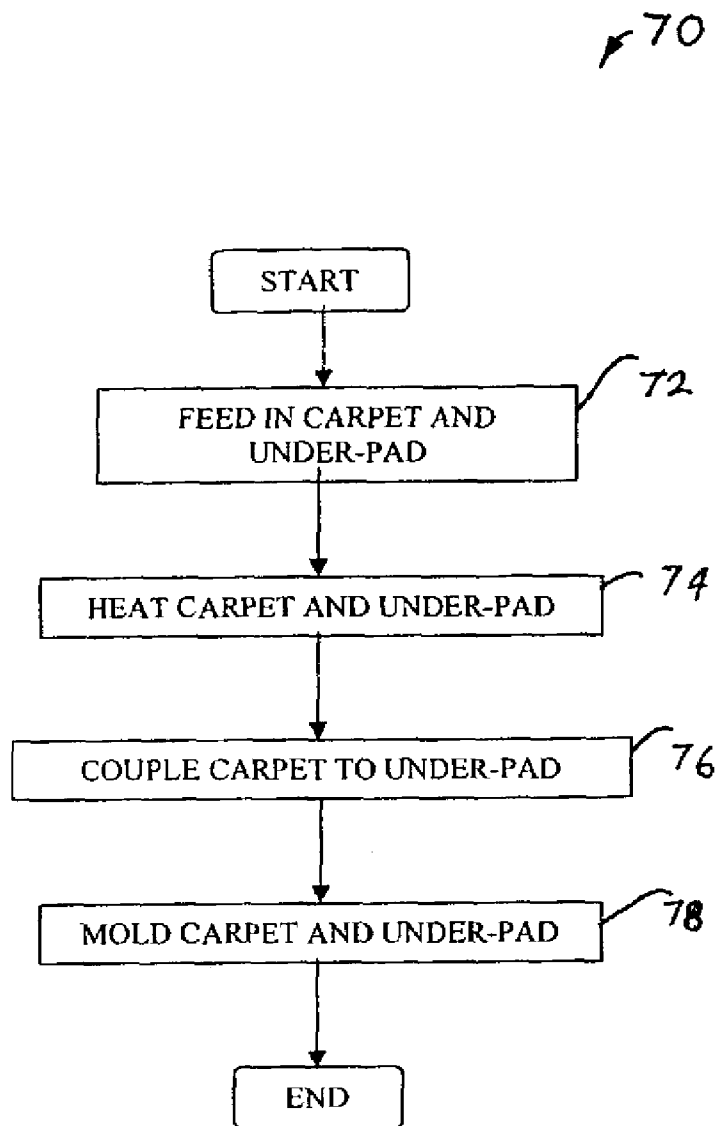 70
START
72
FEED IN CARPET AND
UNDER-PAD
74
HEAT CARPET AND UNDER-PAD
76
COUPLE CARPET TO UNDER-PAD
78
MOLD CARPET AND UNDER-PAD
END